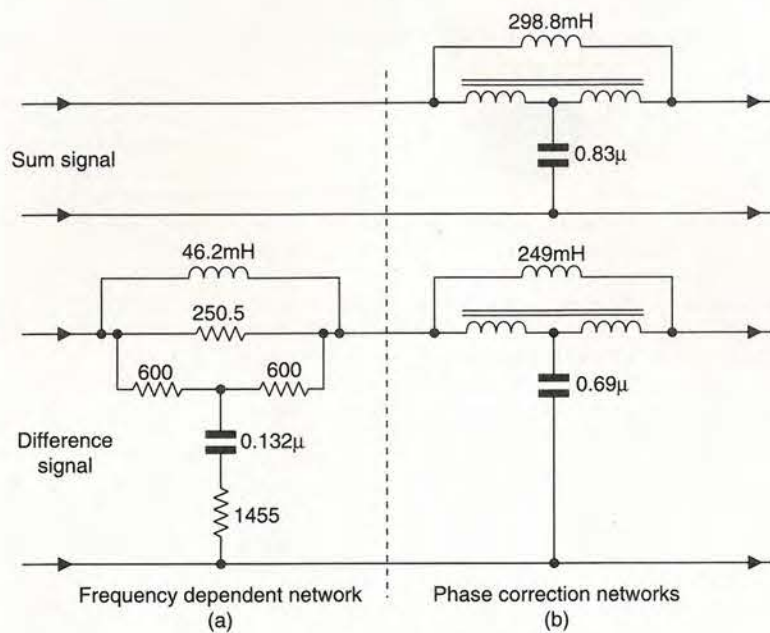 298.8mH
Sum signal
0.83μ
46.2mH
249mH
250.5
600
600
0.69μ
0.132μ
Difference
signal
1455
Frequency dependent network
(a)
Phase correction networks
(b)